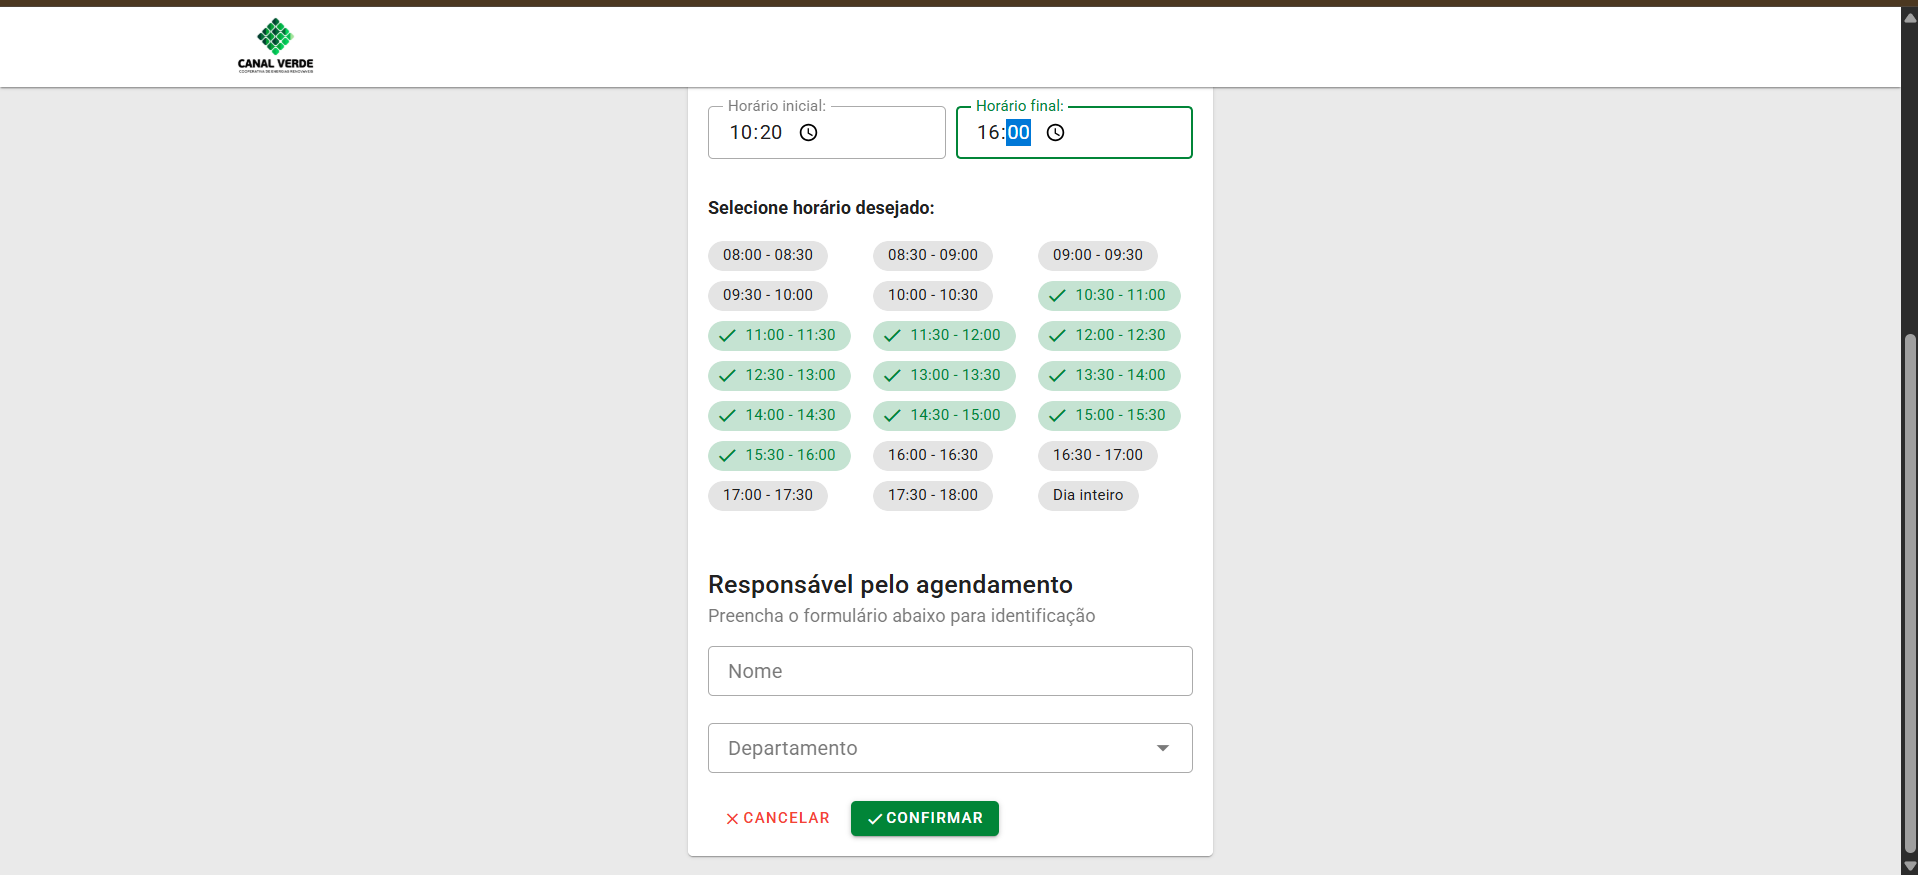 CANAL VERDE
COOPERATIVA DE ENERGIAS RENOVÁVEIS
Horário inicial:
Horário final:
10:20
16:00
Selecione horário desejado:
08:00 - 08:30
08:30 - 09:00
09:00 - 09:30
09:30 - 10:00
10:00 - 10:30
10:30 - 11:00
11:00 - 11:30
11:30 - 12:00
12:00 - 12:30
12:30 - 13:00
13:00 - 13:30
13:30 - 14:00
14:00 - 14:30
14:30 - 15:00
15:00 - 15:30
15:30 - 16:00
16:00 - 16:30
16:30 - 17:00
17:00 - 17:30
17:30 - 18:00
Dia inteiro
Responsável pelo agendamento
Preencha o formulário abaixo para identificação
Nome
Departamento
CANCELAR
CONFIRMAR